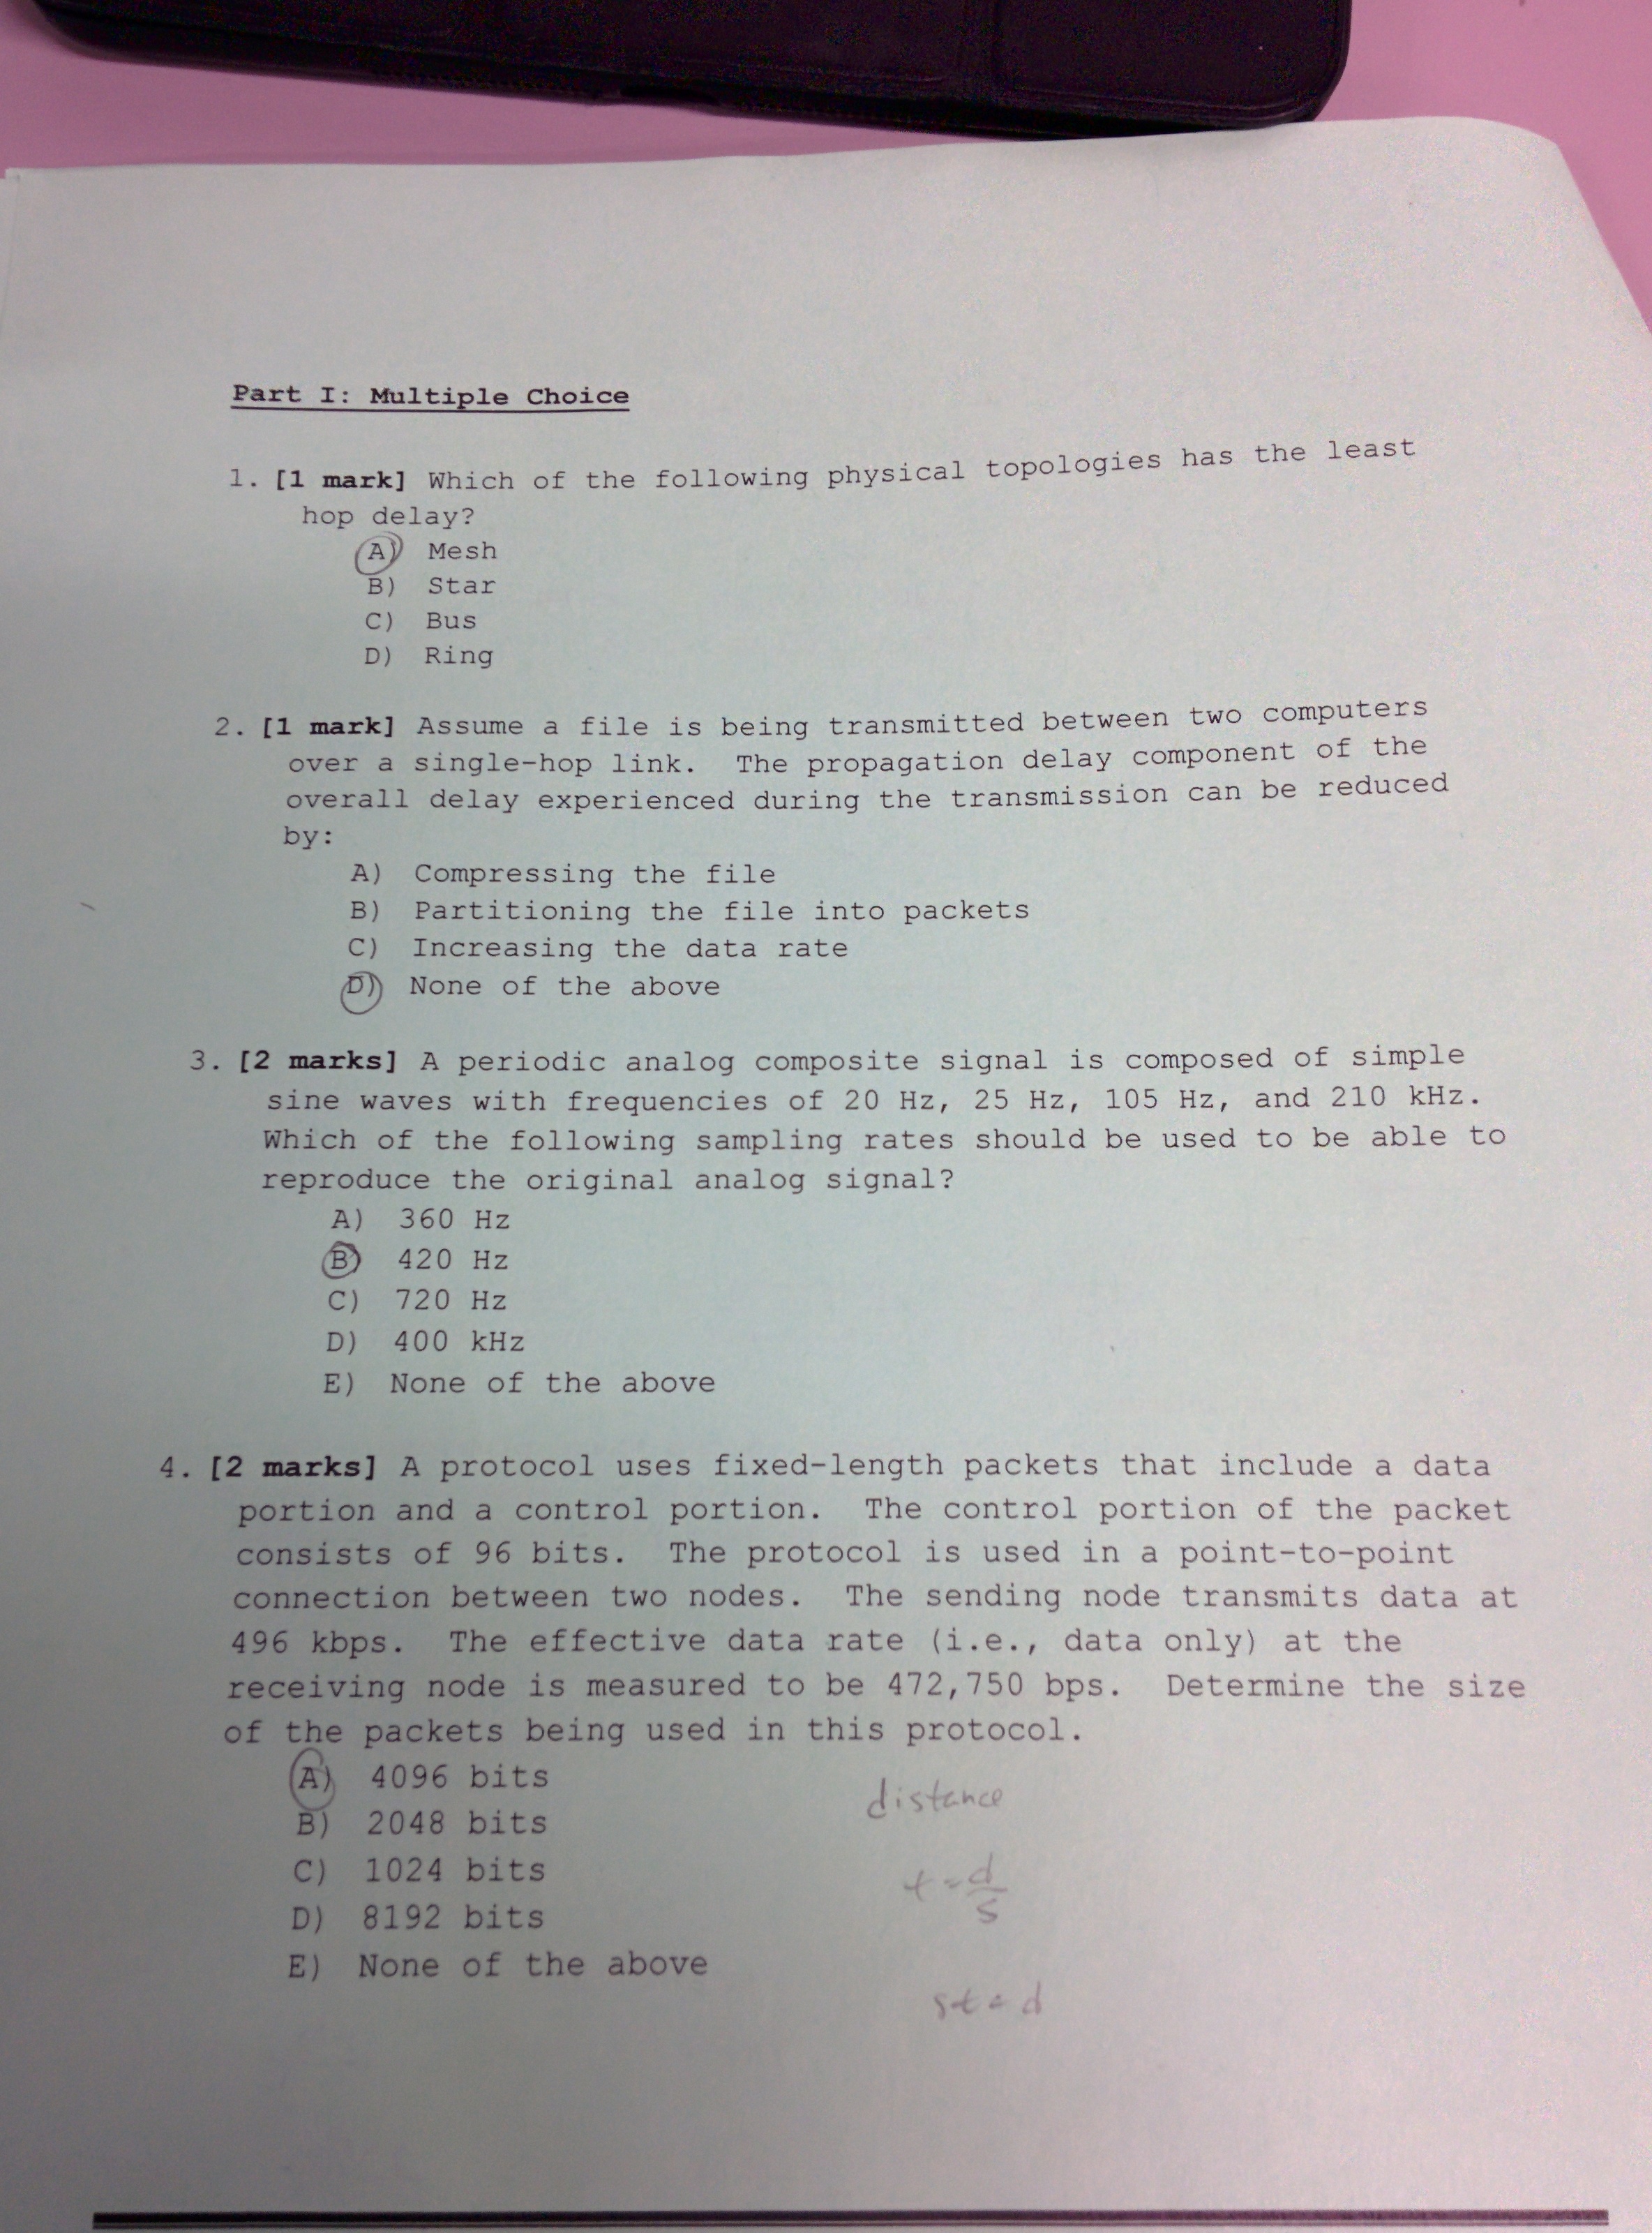 Part I: Multiple Choice
1. [1 mark] Which of the following physical topologies has the least
hop delay?
A) Mesh
B) Star
C) Bus
D) Ring
2. [1 mark] Assume a file is being transmitted between two computers
over a single-hop link. The propagation delay component of the
overall delay experienced during the transmission can be reduced
by:
A) Compressing the file
B) Partitioning the file into packets
C) Increasing the data rate
D) None of the above
3. [2 marks] A periodic analog composite signal is composed of simple
sine waves with frequencies of 20 Hz, 25 Hz, 105 Hz, and 210 kHz.
Which of the following sampling rates should be used to be able to
reproduce the original analog signal?
A) 360 Hz
B) 420 Hz
C) 720 Hz
D) 400 kHz
E) None of the above
4. [2 marks] A protocol uses fixed-length packets that include a data
portion and a control portion. The control portion of the packet
consists of 96 bits. The protocol is used in a point-to-point
connection between two nodes. The sending node transmits data at
496 kbps. The effective data rate (i.e., data only) at the
receiving node is measured to be 472,750 bps. Determine the size
of the packets being used in this protocol.
A) 4096 bits
B) 2048 bits
C) 1024 bits
D) 8192 bits
E) None of the above
distance
t = d
s
st = d